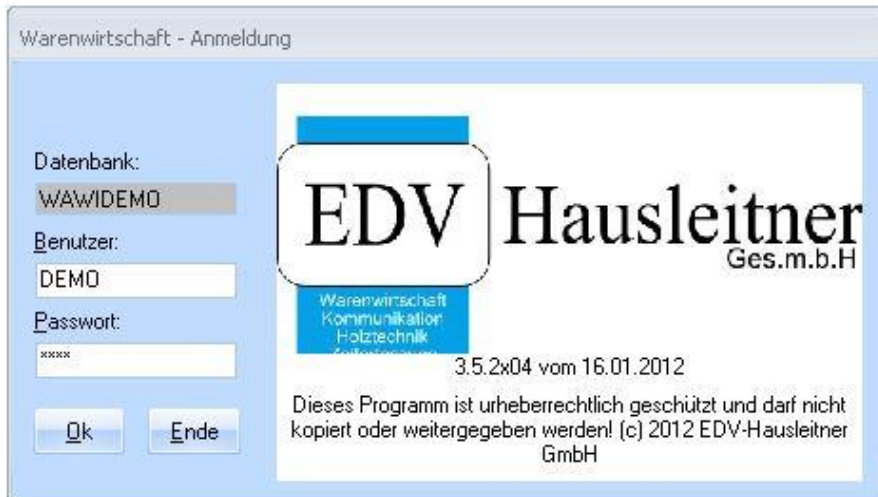 Warenwirtschaft - Anmeldung
Datenbank:
WAWIDEMO
Benutzer:
DEMO
Passwort:
****
Ok Ende
EDV Hausleitner
Ges.m.b.H
Warenwirtschaft
Kommunikation
Holztechnik
3.5.2x04 vom 16.01.2012
Dieses Programm ist urheberrechtlich geschützt und darf nicht
kopiert oder weitergegeben werden! (c) 2012 EDV-Hausleitner
GmbH